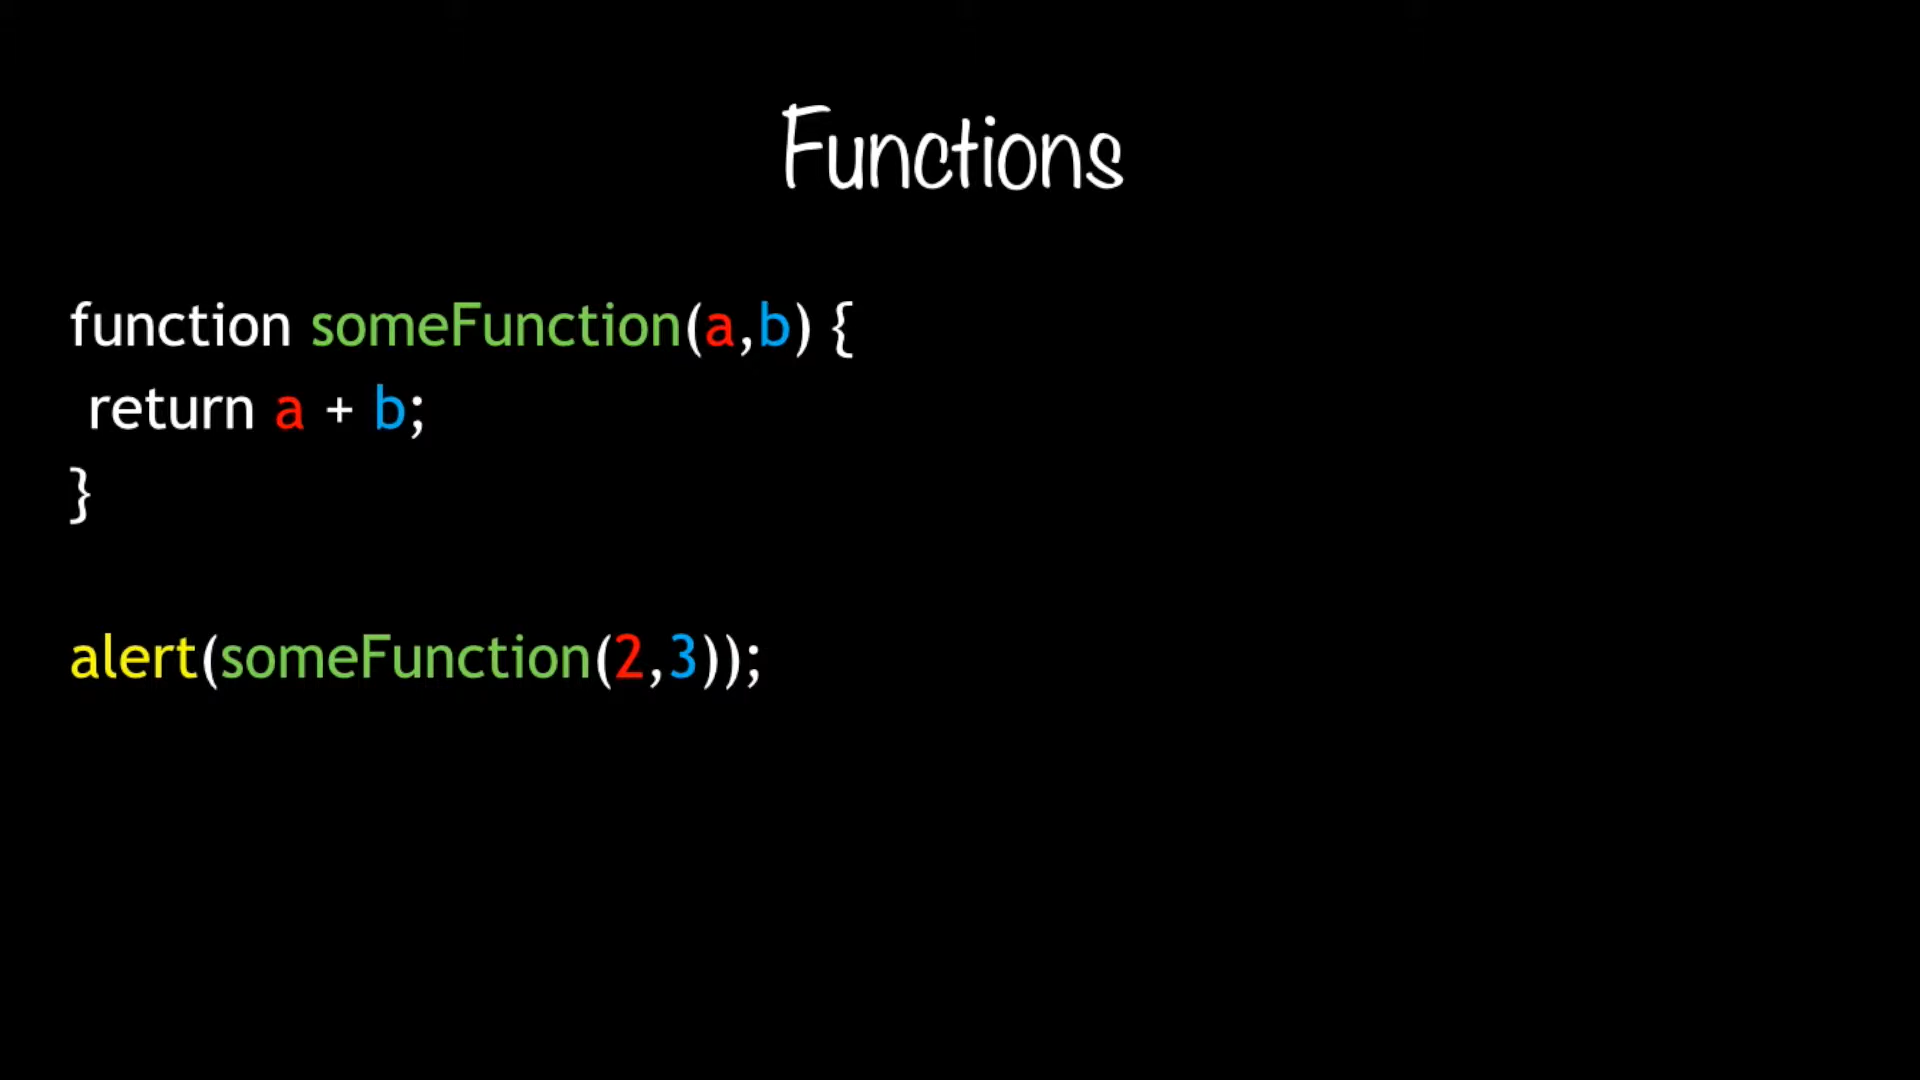 Functions
function someFunction(a,b) {
return a + b;
}
alert(someFunction(2,3));